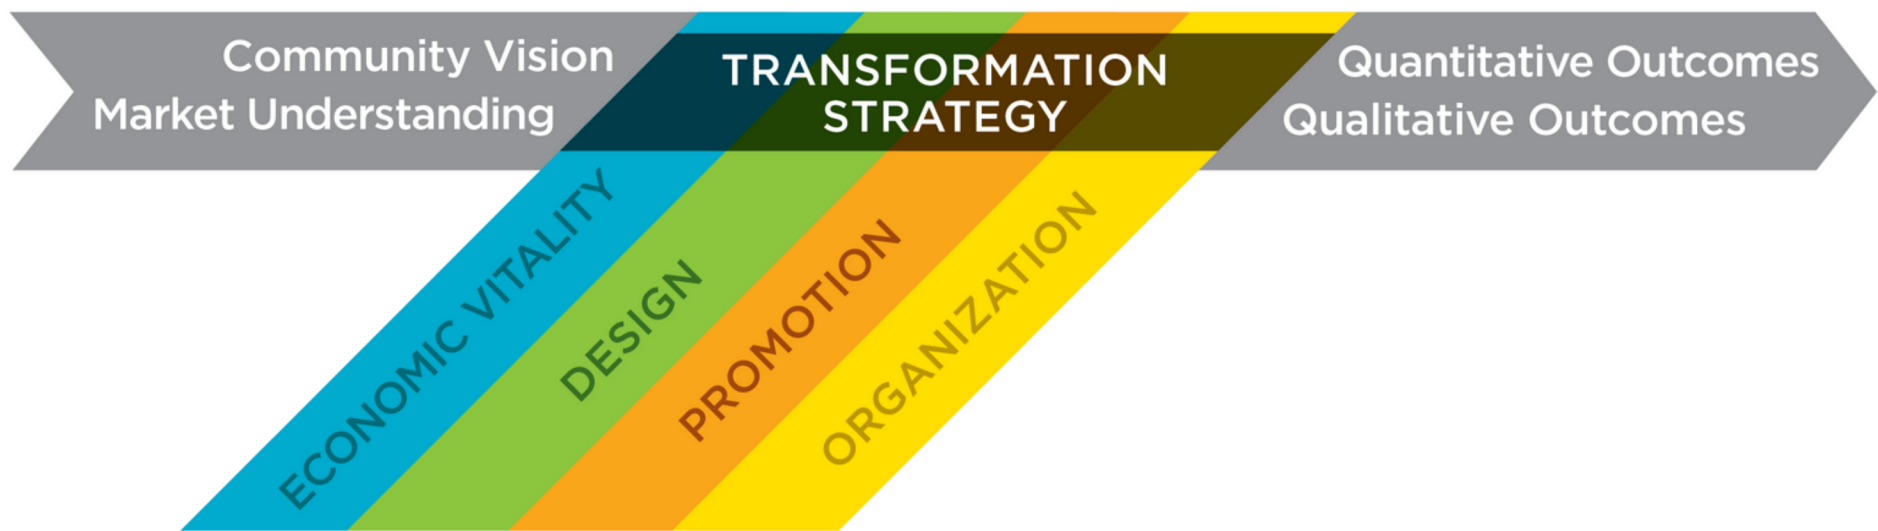 Community Vision
Market Understanding
TRANSFORMATION
STRATEGY
Quantitative Outcomes
Qualitative Outcomes
ECONOMIC VITALITY
DESIGN
PROMOTION
ORGANIZATION